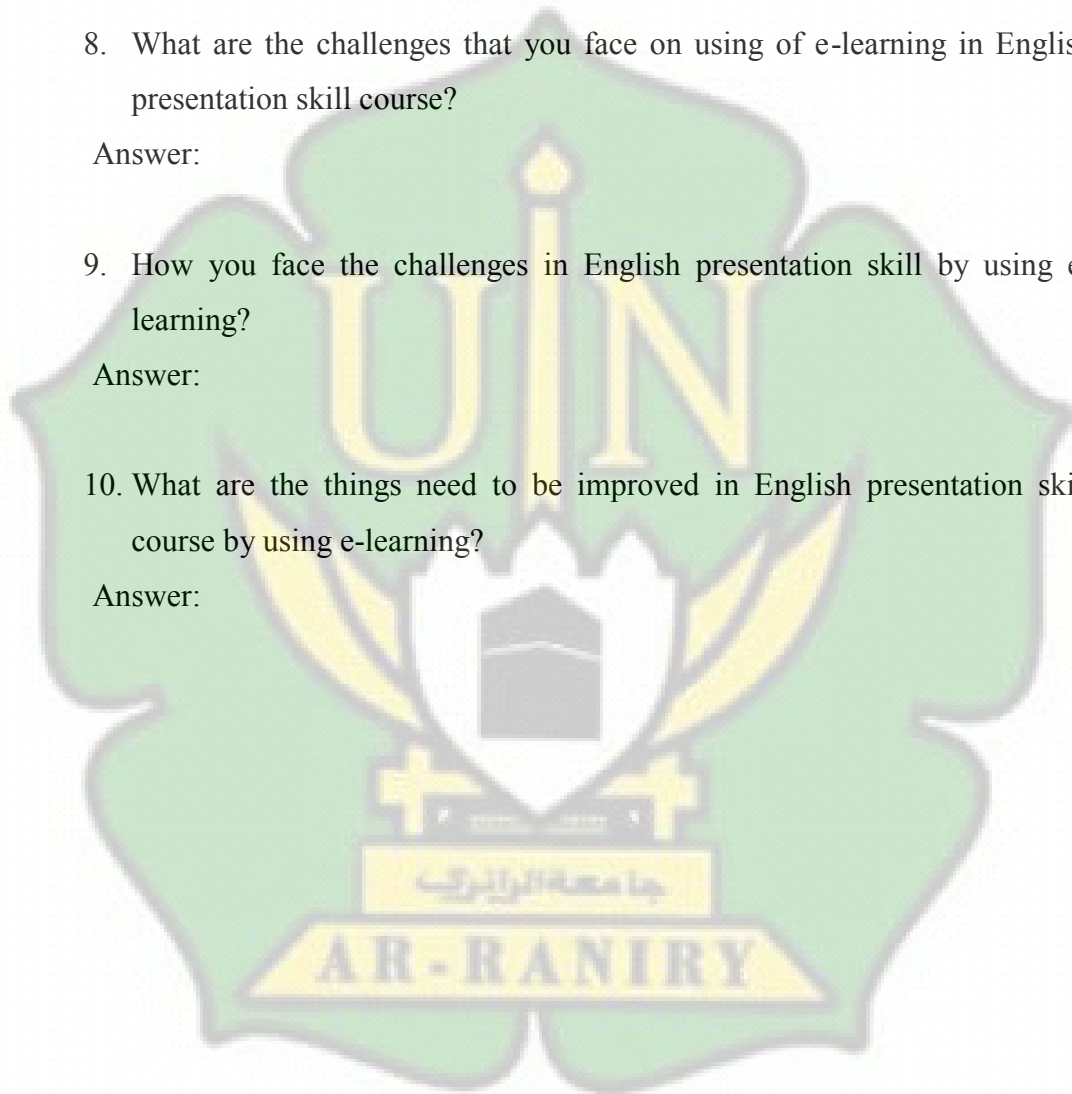 8. What are the challenges that you face on using of e-learning in Englis
presentation skill course?
Answer:
9. How you face the challenges in English presentation skill by using e
learning?
Answer:
10. What are the things need to be improved in English presentation ski
course by using e-learning?
Answer:
UIN
جامعة الرانري
AR-RANIRY